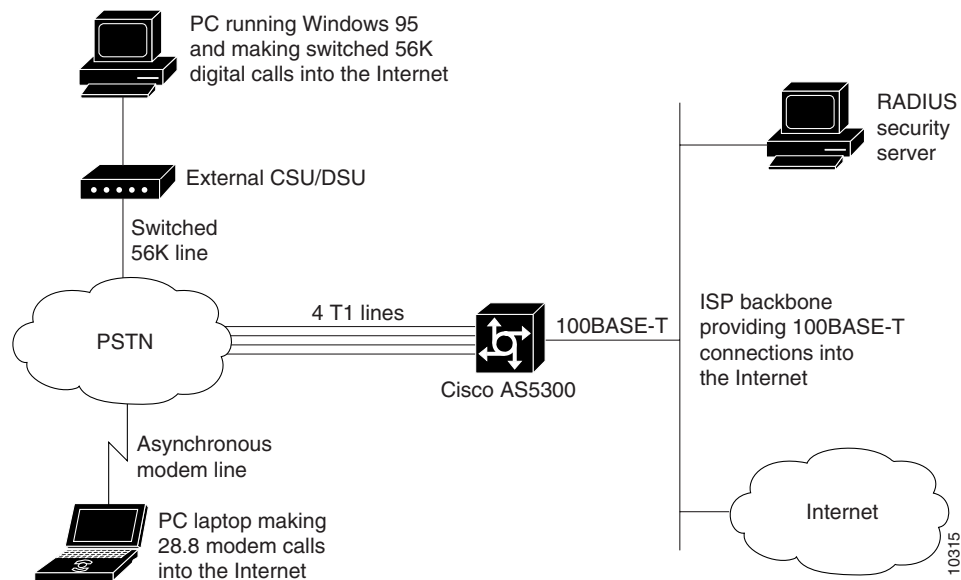 PC running Windows 95
and making switched 56K
digital calls into the Internet
RADIUS
security
server
External CSU/DSU
Switched
56K line
4 T1 lines
100BASE-T
ISP backbone
providing 100BASE-T
connections into
the Internet
PSTN
Cisco AS5300
Asynchronous
modem line
PC laptop making
28.8 modem calls
into the Internet
Internet
10315